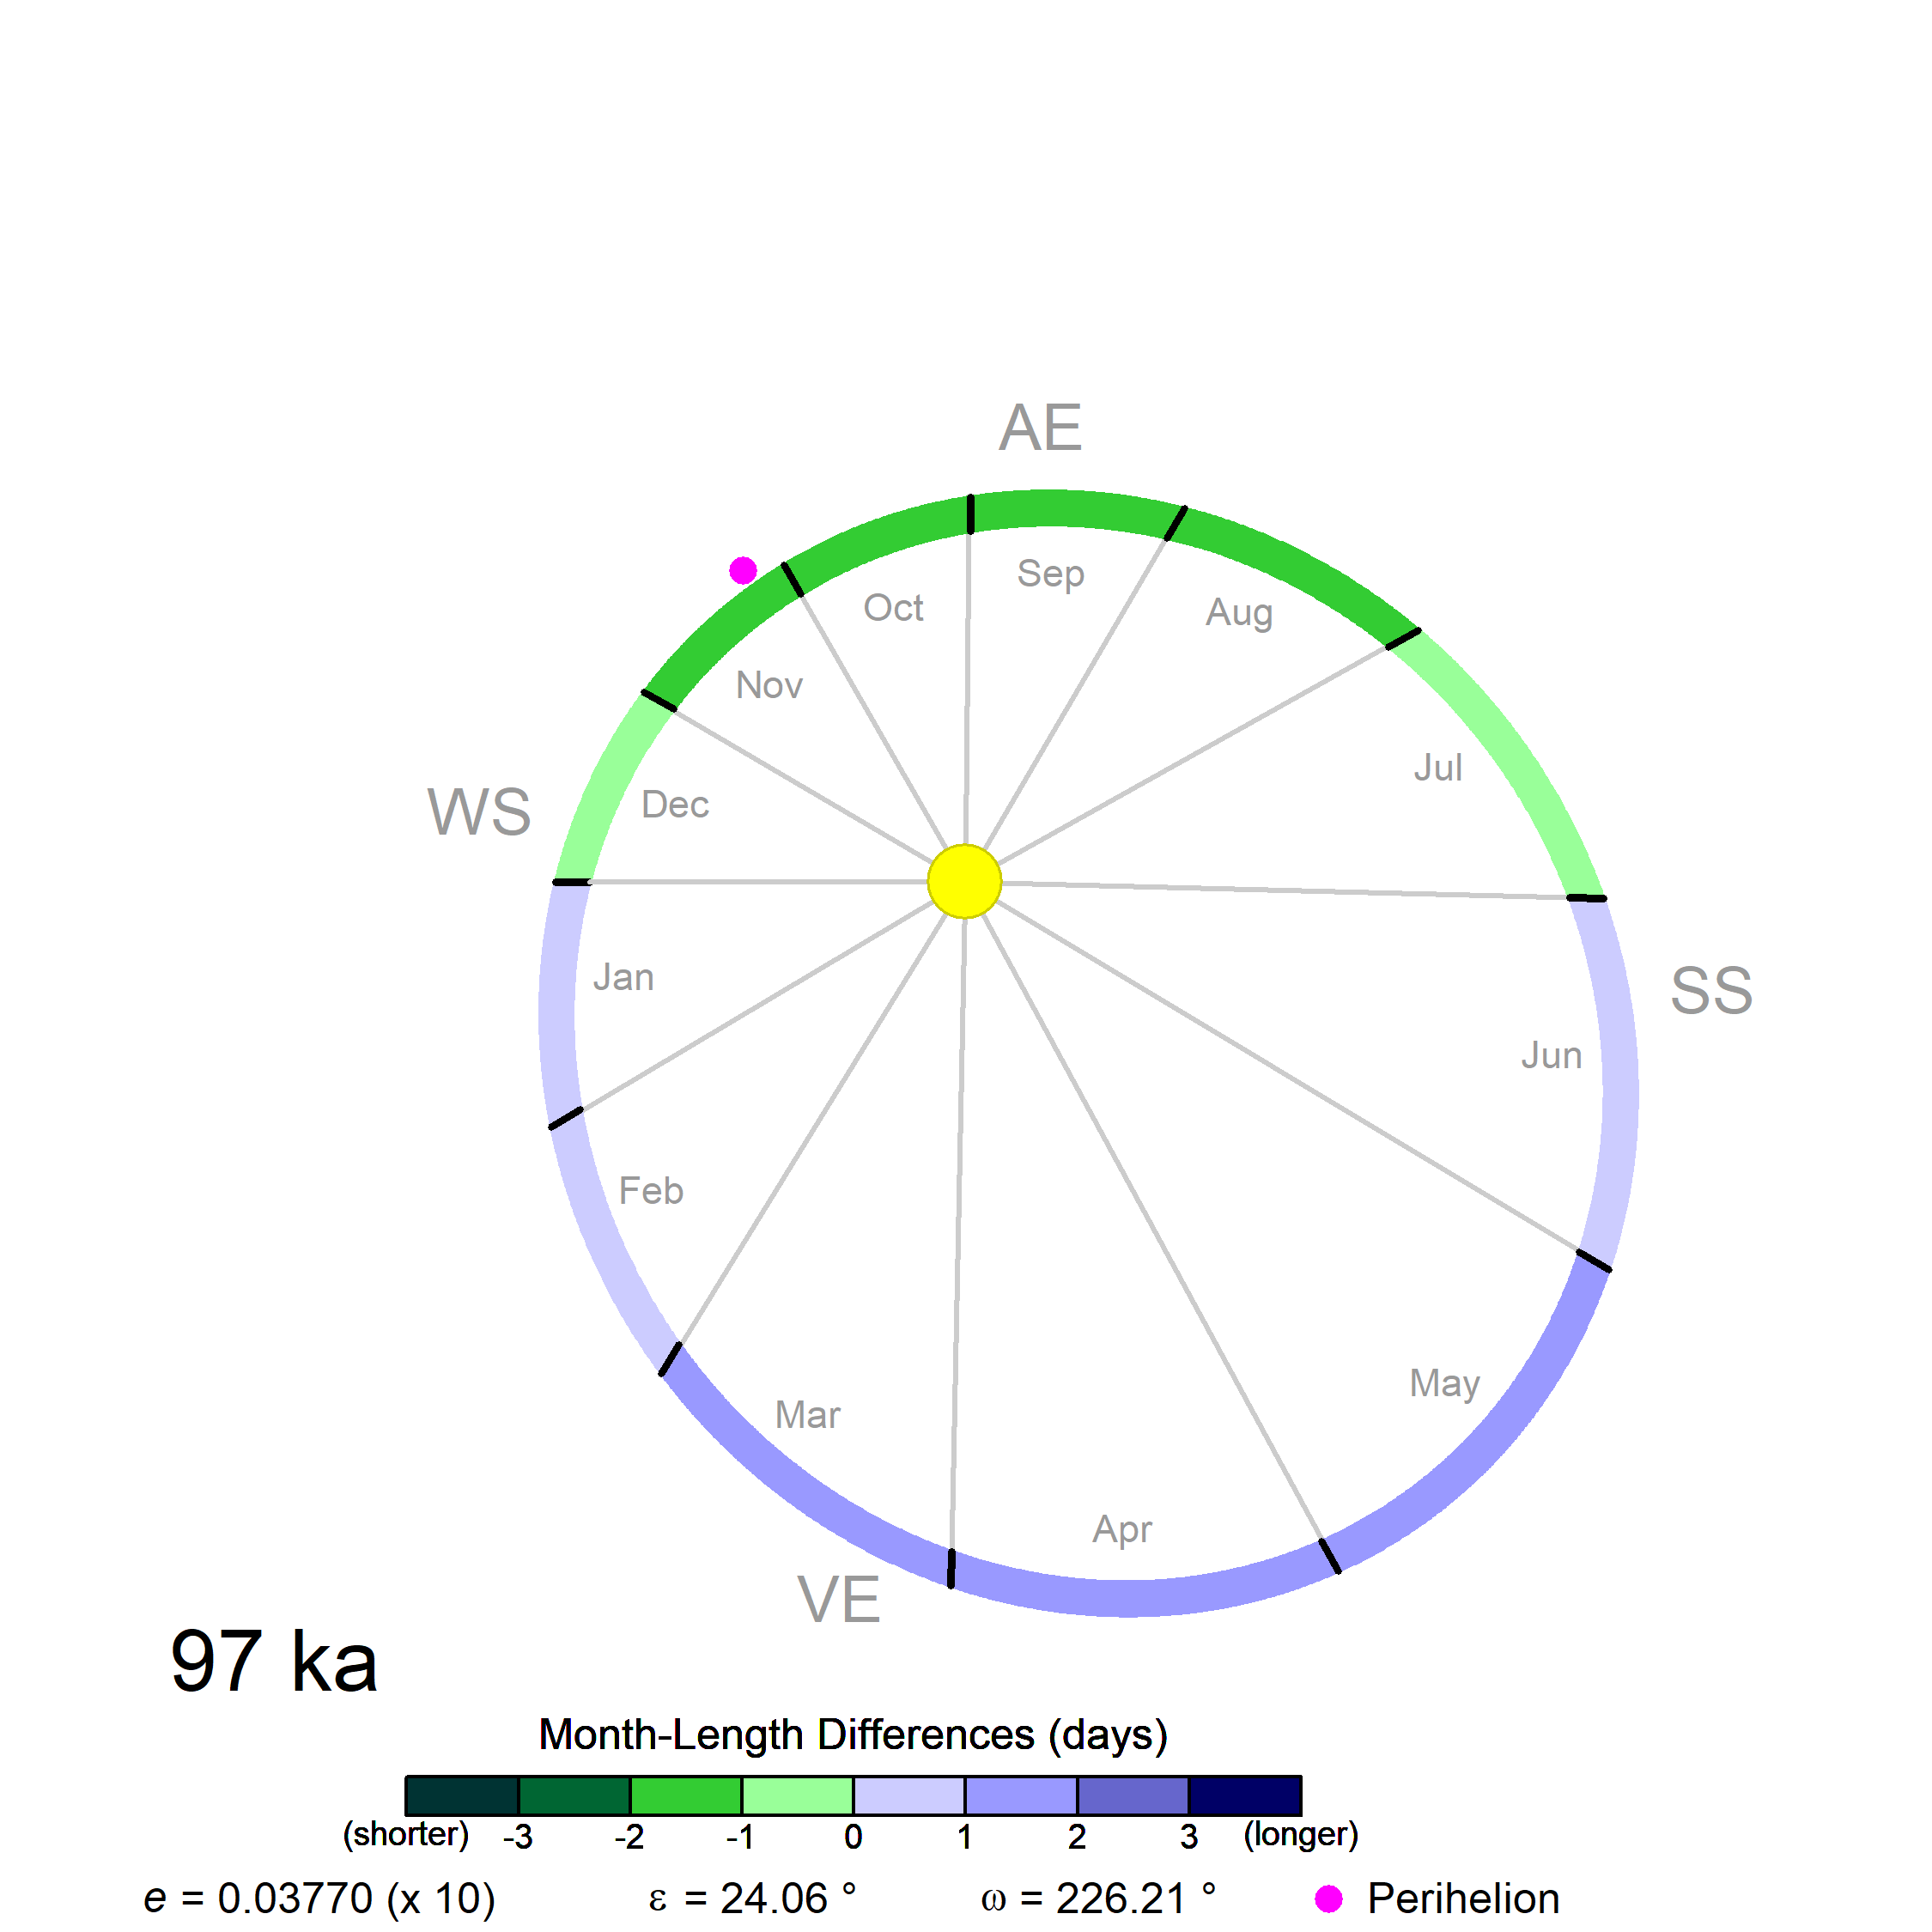 AE
Sep
Oct
Aug
Nov
Jul
WS
Dec
SS
Jan
Jun
Feb
May
Mar
Apr
VE
97 ka
Month-Length Differences (days)
(shorter) -3 -2 -1 0 1 2 3 (longer)
e = 0.03770 (x 10) ε = 24.06 ° ω = 226.21 ° Perihelion